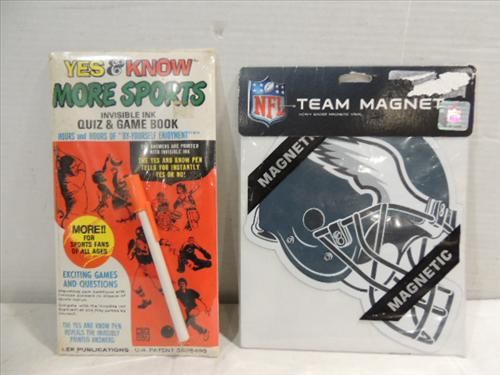 YES & KNOW
MORE SPORTS
INVISIBLE INK
QUIZ & GAME BOOK
HOURS and HOURS OF "BY-YOURSELF ENJOYMENT"
ANSWERS ARE PRINTED
WITH INVISIBLE INK
THE YES AND KNOW PEN
TELLS YOU INSTANTLY
YES OR NO!
MORE!!
FOR
SPORTS FANS
OF ALL AGES
EXCITING GAMES
AND QUESTIONS
THE YES AND KNOW PEN
REVEALS THE INVISIBLY
PRINTED ANSWERS
LEE PUBLICATIONS U.S. PATENT
NFL
TEAM MAGNET
MAGNETIC
MAGNETIC